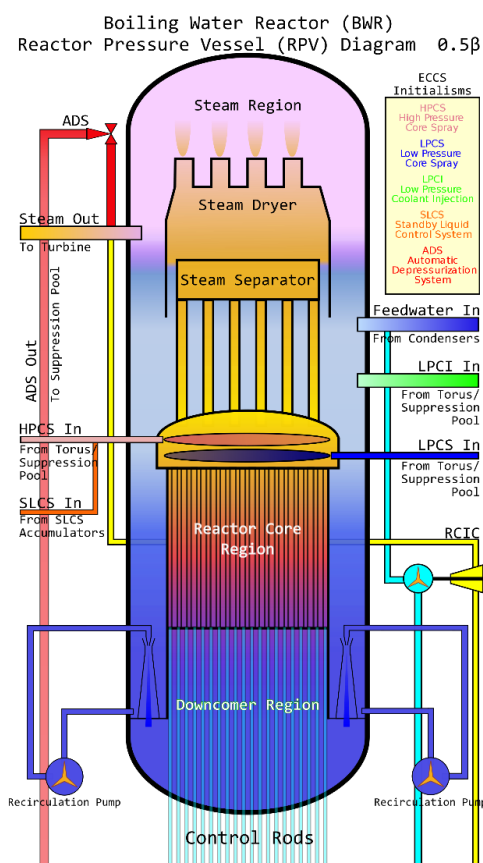 Boiling Water Reactor (BWR)
Reactor Pressure Vessel (RPV) Diagram 0.5β
ECCS
Initialisms
HPCS
High Pressure
Core Spray
LPCS
Low Pressure
Core Spray
LPCI
Low Pressure
Coolant Injection
SLCS
Standby Liquid
Control System
ADS
Automatic
Depressurization
System
Steam Region
ADS
Steam Dryer
Steam Out
To Turbine
Steam Separator
ADS Out
To Suppression Pool
Feedwater In
From Condensers
LPCI In
From Torus/
Suppression
Pool
HPCS In
From Torus/
Suppression
Pool
LPCS In
From Torus/
Suppression
Pool
SLCS In
From SLCS
Accumulators
Reactor Core
Region
RCIC
Downcomer Region
Recirculation Pump
Recirculation Pump
Control Rods